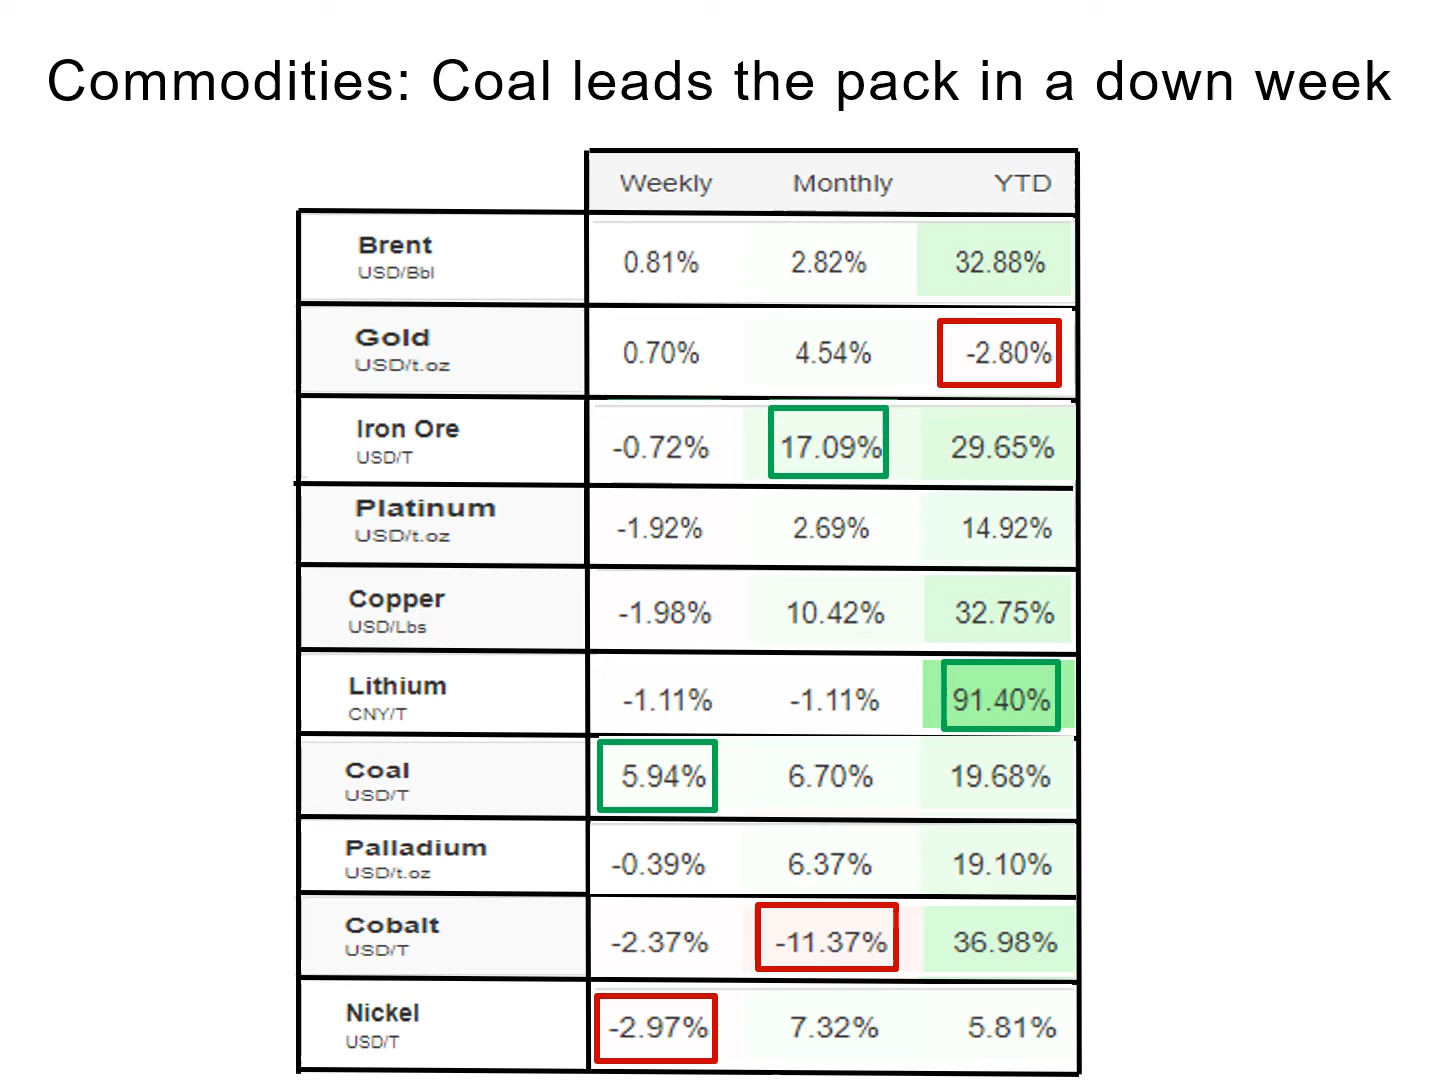 Commodities: Coal leads the pack in a down week
Weekly Monthly YTD
Brent
USD/Bbl
0.81% 2.82% 32.88%
Gold
USD/t.oz
0.70% 4.54% -2.80%
Iron Ore
USD/T
-0.72% 17.09% 29.65%
Platinum
USD/t.oz
-1.92% 2.69% 14.92%
Copper
USD/Lbs
-1.98% 10.42% 32.75%
Lithium
CNY/T
-1.11% -1.11% 91.40%
Coal
USD/T
5.94% 6.70% 19.68%
Palladium
USD/t.oz
-0.39% 6.37% 19.10%
Cobalt
USD/T
-2.37% -11.37% 36.98%
Nickel
USD/T
-2.97% 7.32% 5.81%